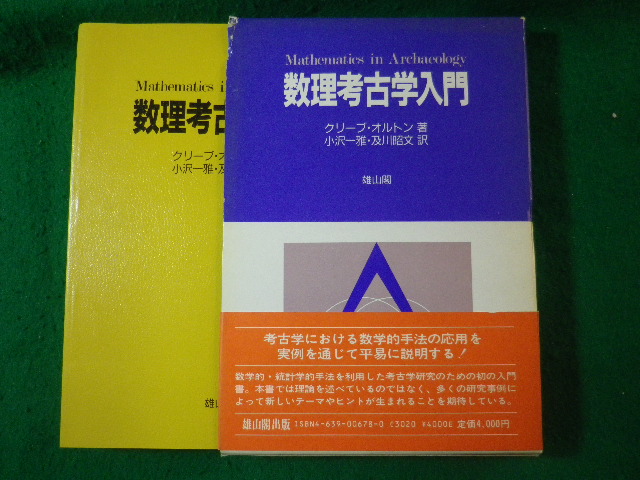 Mathematics i
数理考古
クリーブ・オ
小沢一雅・及
雄山
Mathematics in Archaeology
数理考古学入門
クリーブ・オルトン 著
小沢一雅・及川昭文 訳
雄山閣
考古学における数学的手法の応用を
実例を通じて平易に説明する!
数学的・統計学的手法を利用した考古学研究のための初の入門
書。本書では理論を述べているのではなく、多くの研究事例に
よって新しいテーマやヒントが生まれることを期待している。
雄山閣出版 ISBN4-639-00678-0 C3020 ¥4000E 定価4,000円